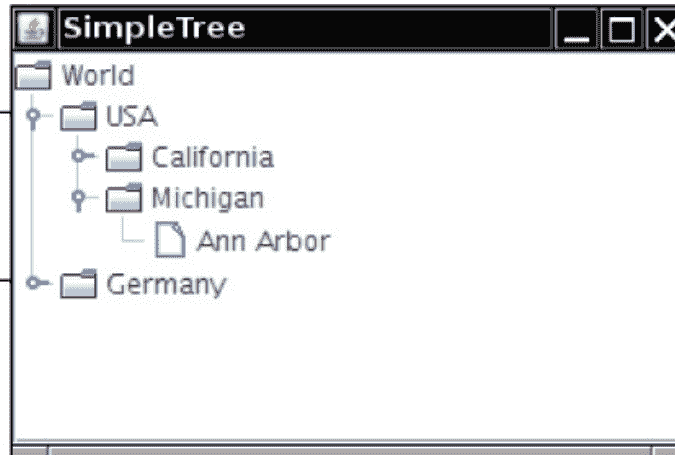 SimpleTree
World
USA
California
Michigan
Ann Arbor
Germany